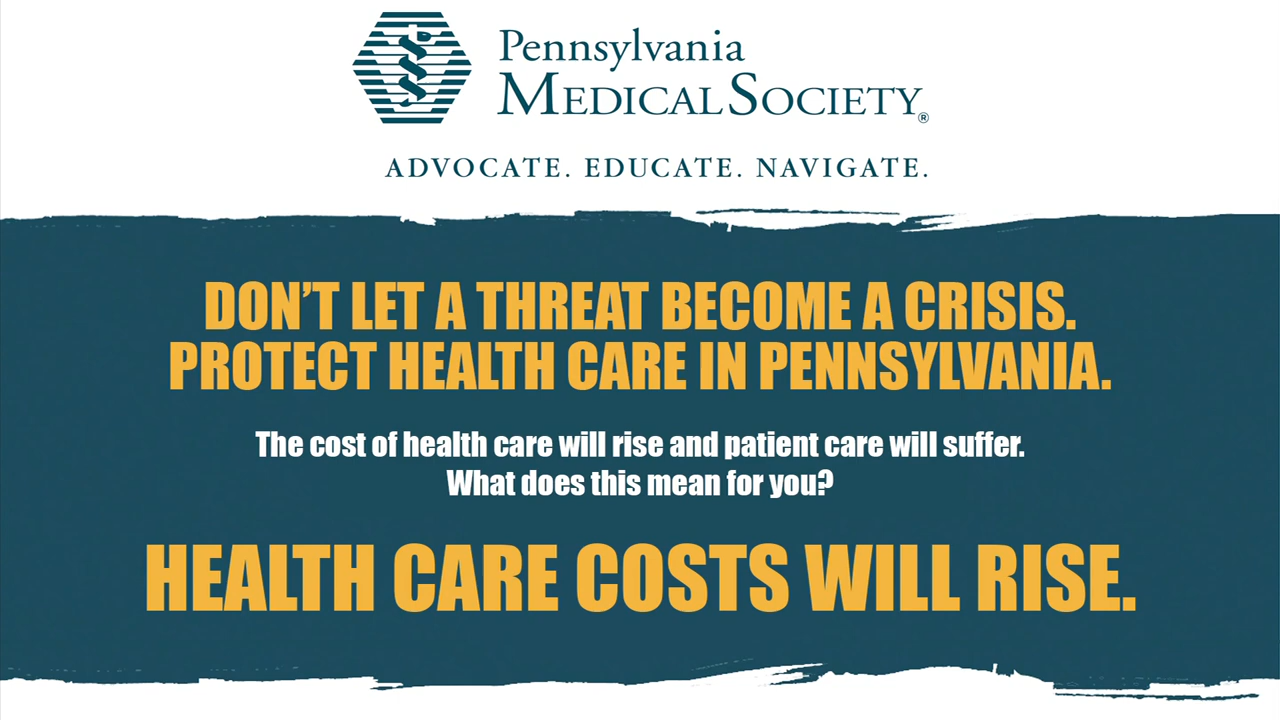 Pennsylvania
MEDICAL SOCIETY®
ADVOCATE. EDUCATE. NAVIGATE.
DON'T LET A THREAT BECOME A CRISIS.
PROTECT HEALTH CARE IN PENNSYLVANIA.
The cost of health care will rise and patient care will suffer.
What does this mean for you?
HEALTH CARE COSTS WILL RISE.